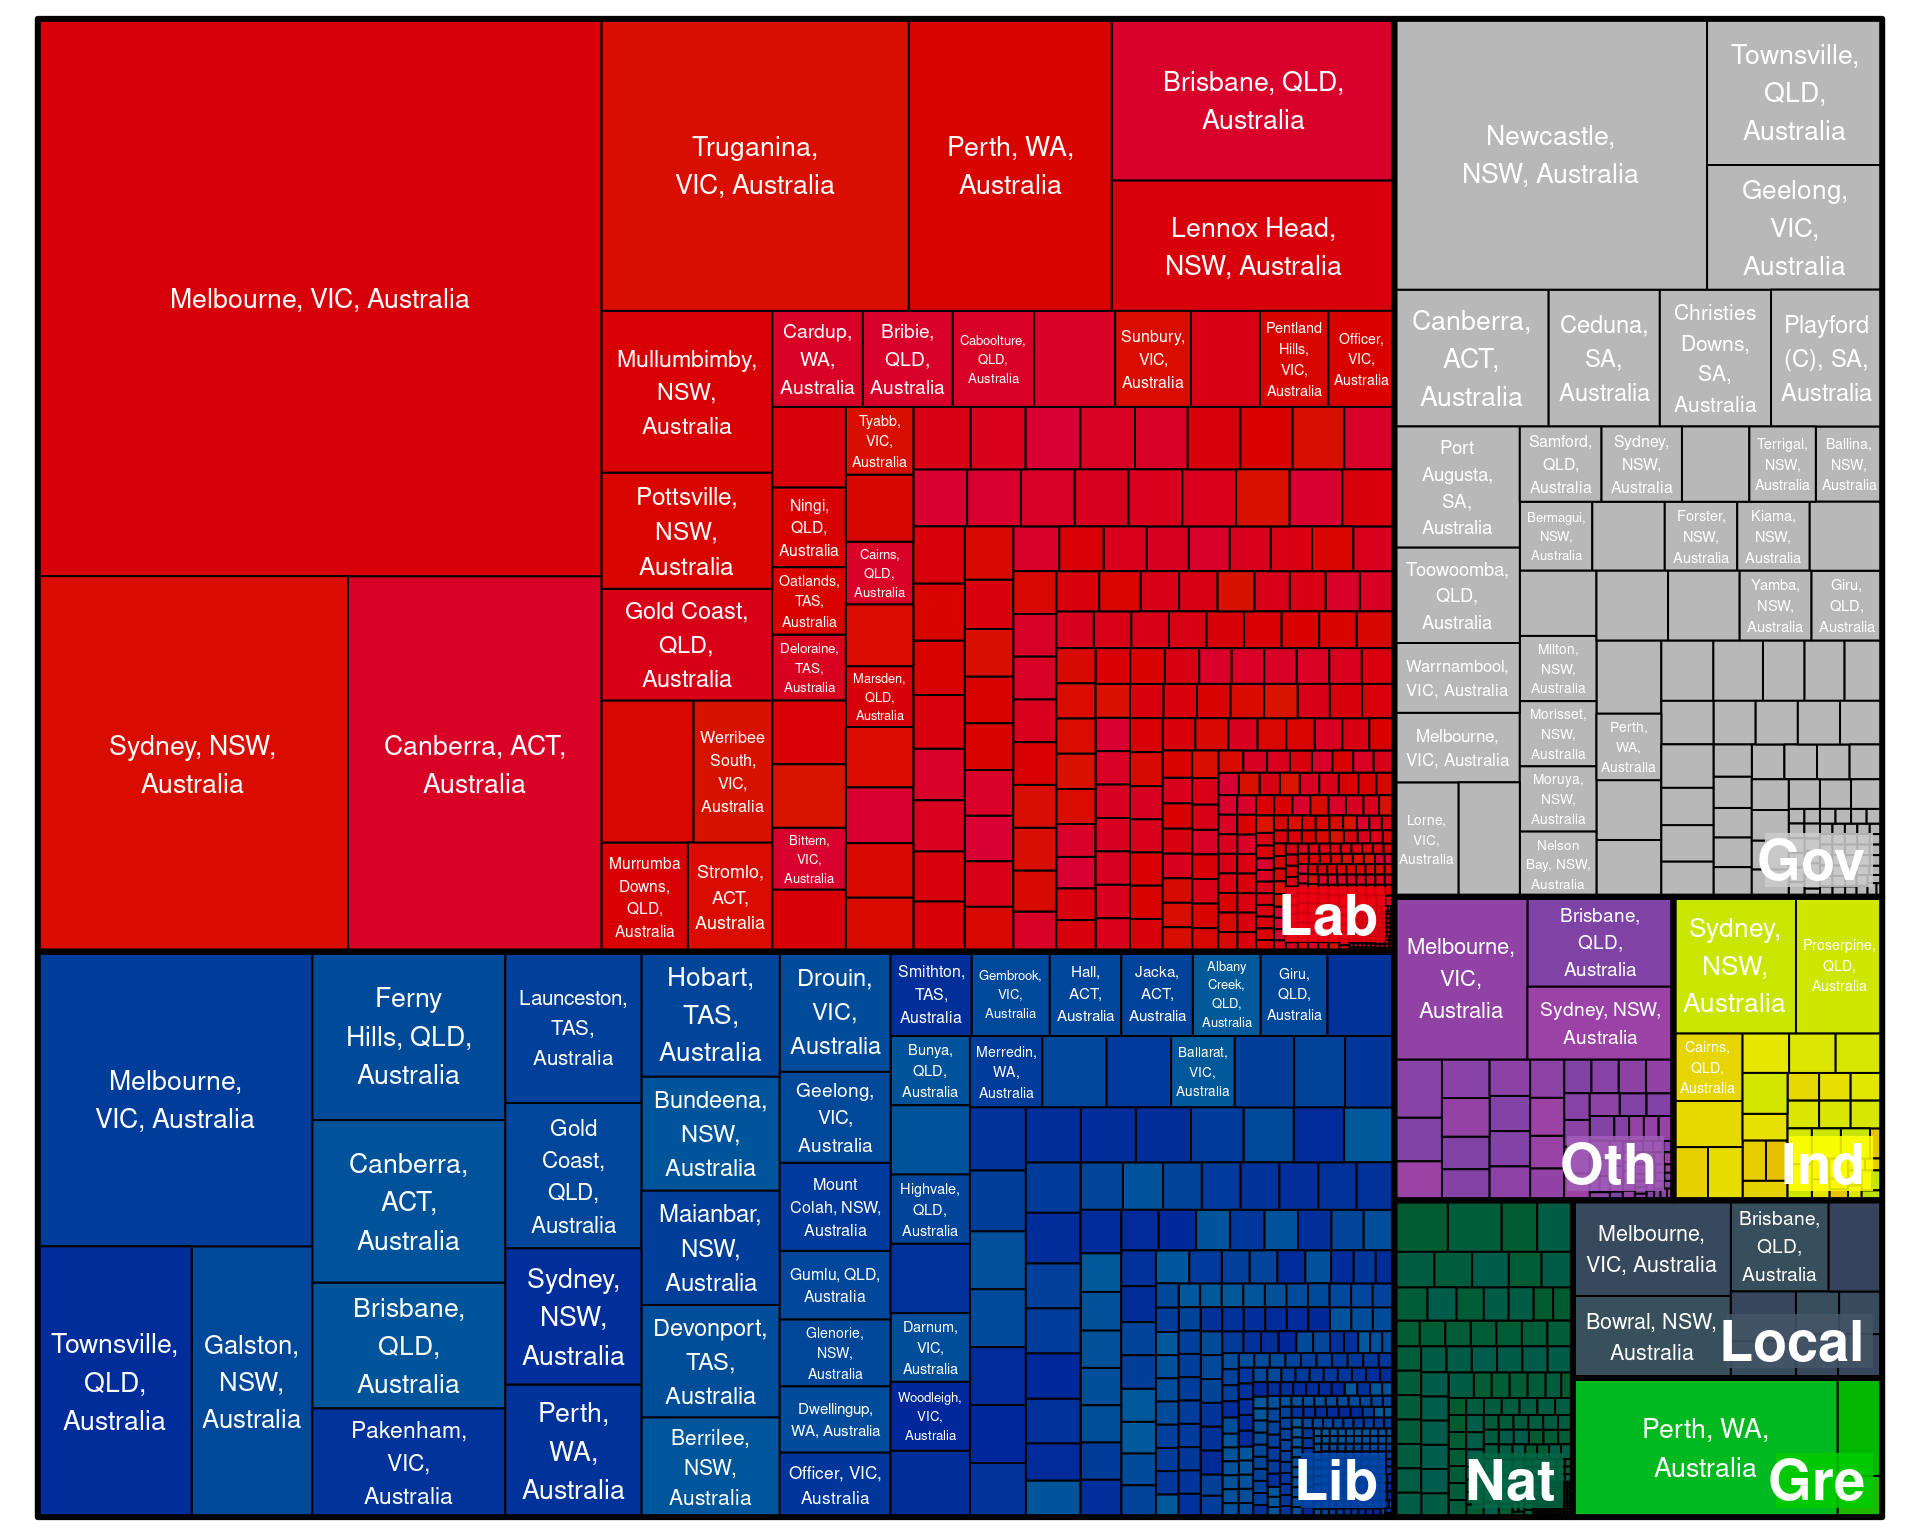 Melbourne, VIC, Australia
Sydney, NSW,
Australia
Canberra, ACT,
Australia
Truganina,
VIC, Australia
Perth, WA,
Australia
Brisbane, QLD,
Australia
Lennox Head,
NSW, Australia
Mullumbimby,
NSW,
Australia
Pottsville,
NSW,
Australia
Gold Coast,
QLD,
Australia
Werribee
South,
VIC,
Australia
Murrumba
Downs,
QLD,
Australia
Stromlo,
ACT,
Australia
Cardup,
WA,
Australia
Bribie,
QLD,
Australia
Caboolture,
QLD,
Australia
Sunbury,
VIC,
Australia
Pentland
Hills,
VIC,
Australia
Officer,
VIC,
Australia
Ningi,
QLD,
Australia
Oatlands,
TAS,
Australia
Deloraine,
TAS,
Australia
Bittern,
VIC,
Australia
Tyabb,
VIC,
Australia
Cairns,
QLD,
Australia
Marsden,
QLD,
Australia
Lab
Newcastle,
NSW, Australia
Townsville,
QLD,
Australia
Geelong,
VIC,
Australia
Canberra,
ACT,
Australia
Ceduna,
SA,
Australia
Christies
Downs,
SA,
Australia
Playford
(C), SA,
Australia
Port
Augusta,
SA,
Australia
Toowoomba,
QLD,
Australia
Warrnambool,
VIC, Australia
Melbourne,
VIC, Australia
Lorne,
VIC,
Australia
Samford,
QLD,
Australia
Sydney,
NSW,
Australia
Terrigal,
NSW,
Australia
Ballina,
NSW,
Australia
Bermagui,
NSW,
Australia
Forster,
NSW,
Australia
Kiama,
NSW,
Australia
Yamba,
NSW,
Australia
Giru,
QLD,
Australia
Milton,
NSW,
Australia
Morisset,
NSW,
Australia
Moruya,
NSW,
Australia
Nelson
Bay, NSW,
Australia
Perth,
WA,
Australia
Gov
Melbourne,
VIC, Australia
Townsville,
QLD,
Australia
Galston,
NSW,
Australia
Ferny
Hills, QLD,
Australia
Canberra,
ACT,
Australia
Brisbane,
QLD,
Australia
Pakenham,
VIC,
Australia
Launceston,
TAS,
Australia
Gold
Coast,
QLD,
Australia
Sydney,
NSW,
Australia
Perth,
WA,
Australia
Hobart,
TAS,
Australia
Bundeena,
NSW,
Australia
Maianbar,
NSW,
Australia
Devonport,
TAS,
Australia
Berrilee,
NSW,
Australia
Drouin,
VIC,
Australia
Geelong,
VIC,
Australia
Mount
Colah, NSW,
Australia
Gumlu, QLD,
Australia
Glenorie,
NSW,
Australia
Dwellingup,
WA, Australia
Officer, VIC,
Australia
Smithton,
TAS,
Australia
Bunya,
QLD,
Australia
Highvale,
QLD,
Australia
Darnum,
VIC,
Australia
Woodleigh,
VIC,
Australia
Gembrook,
VIC,
Australia
Hall,
ACT,
Australia
Jacka,
ACT,
Australia
Albany
Creek,
QLD,
Australia
Giru,
QLD,
Australia
Merredin,
WA,
Australia
Ballarat,
VIC,
Australia
Lib
Melbourne,
VIC,
Australia
Brisbane,
QLD,
Australia
Sydney, NSW,
Australia
Oth
Sydney,
NSW,
Australia
Proserpine,
QLD,
Australia
Cairns,
QLD,
Australia
Ind
Nat
Melbourne,
VIC, Australia
Brisbane,
QLD,
Australia
Bowral, NSW,
Australia
Local
Perth, WA,
Australia
Gre